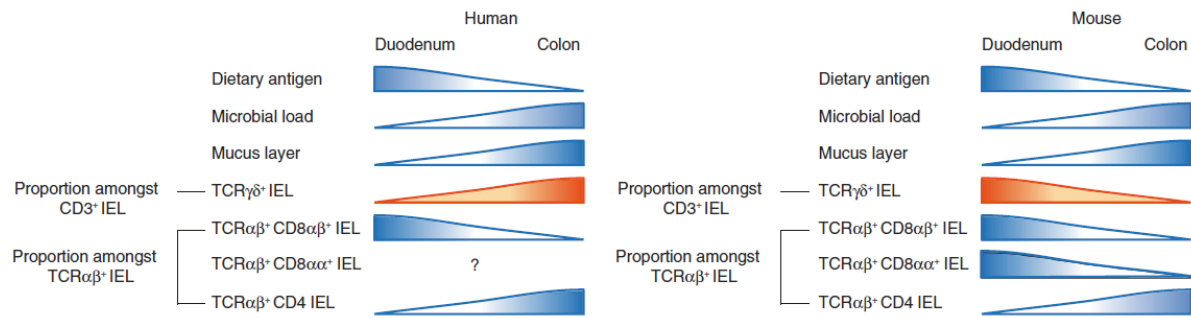 Human
Duodenum Colon
Dietary antigen
Microbial load
Mucus layer
Proportion amongst
CD3⁺ IEL
TCRγδ⁺ IEL
Proportion amongst
TCRαβ⁺ IEL
TCRαβ⁺ CD8αβ⁺ IEL
TCRαβ⁺ CD8αα⁺ IEL
?
TCRαβ⁺ CD4 IEL
Mouse
Duodenum Colon
Dietary antigen
Microbial load
Mucus layer
Proportion amongst
CD3⁺ IEL
TCRγδ⁺ IEL
Proportion amongst
TCRαβ⁺ IEL
TCRαβ⁺ CD8αβ⁺ IEL
TCRαβ⁺ CD8αα⁺ IEL
TCRαβ⁺ CD4 IEL